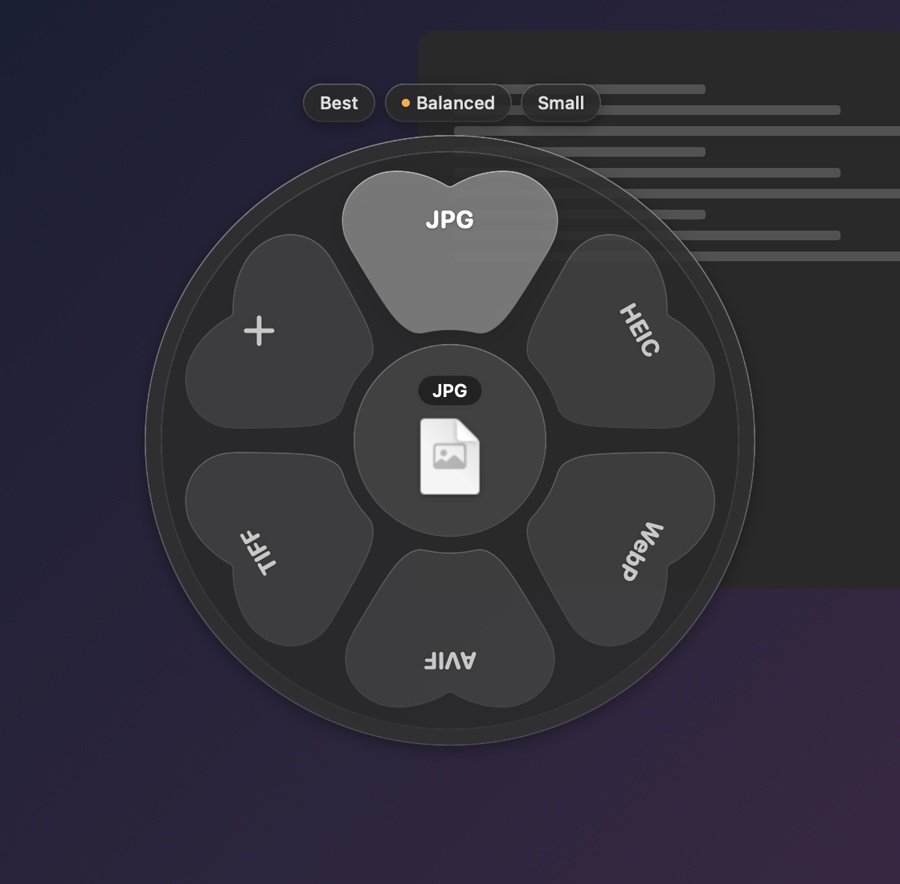 Best
Balanced
Small
JPG
HEIC
WebP
AVIF
TIFF
+
JPG